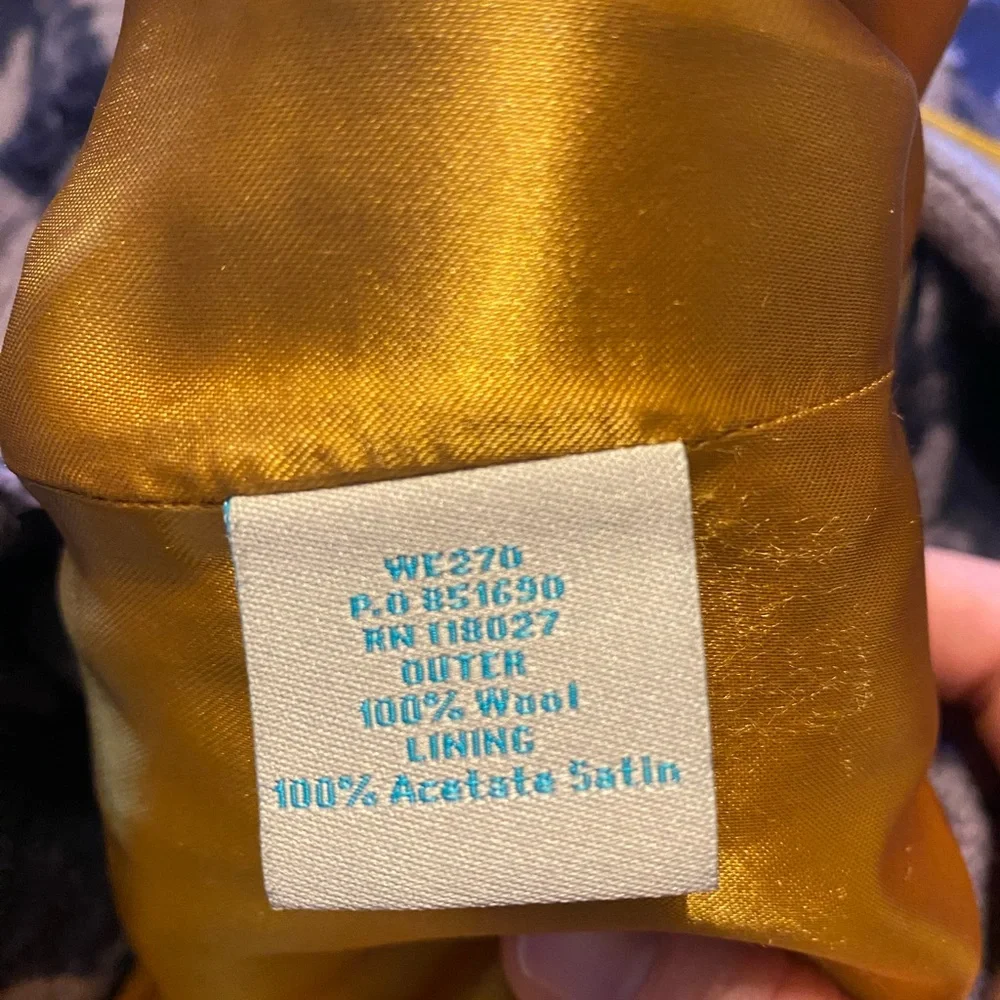 WE270
P.O 851690
RN 118027
OUTER
100% Wool
LINING
100% Acetate Satin